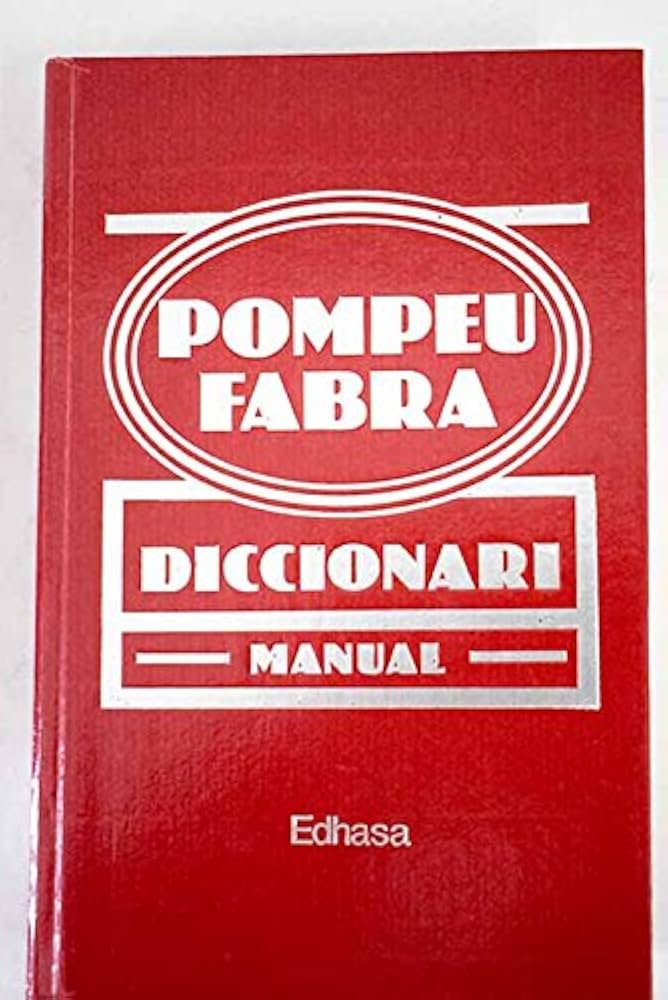 POMPEU
FABRA
DICCIONARI
MANUAL
Edhasa